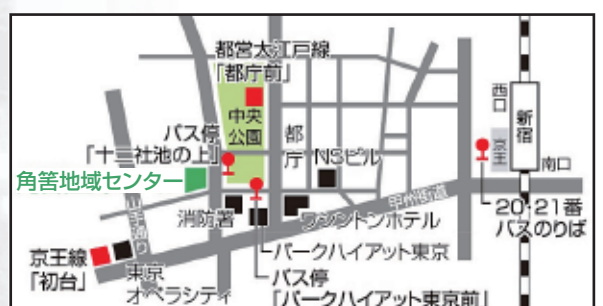 都営大江戸線
「都庁前」
中央
公園
バス停
「十二社池の上」
角筈地域センター
都
庁
NSビル
西口
新宿
京王
南口
甲州街道
20・21番
バスのりば
消防署
ワシントンホテル
山手通り
パークハイアット東京
京王線
「初台」
東京
オペラシティ
バス停
「パークハイアット東京前」